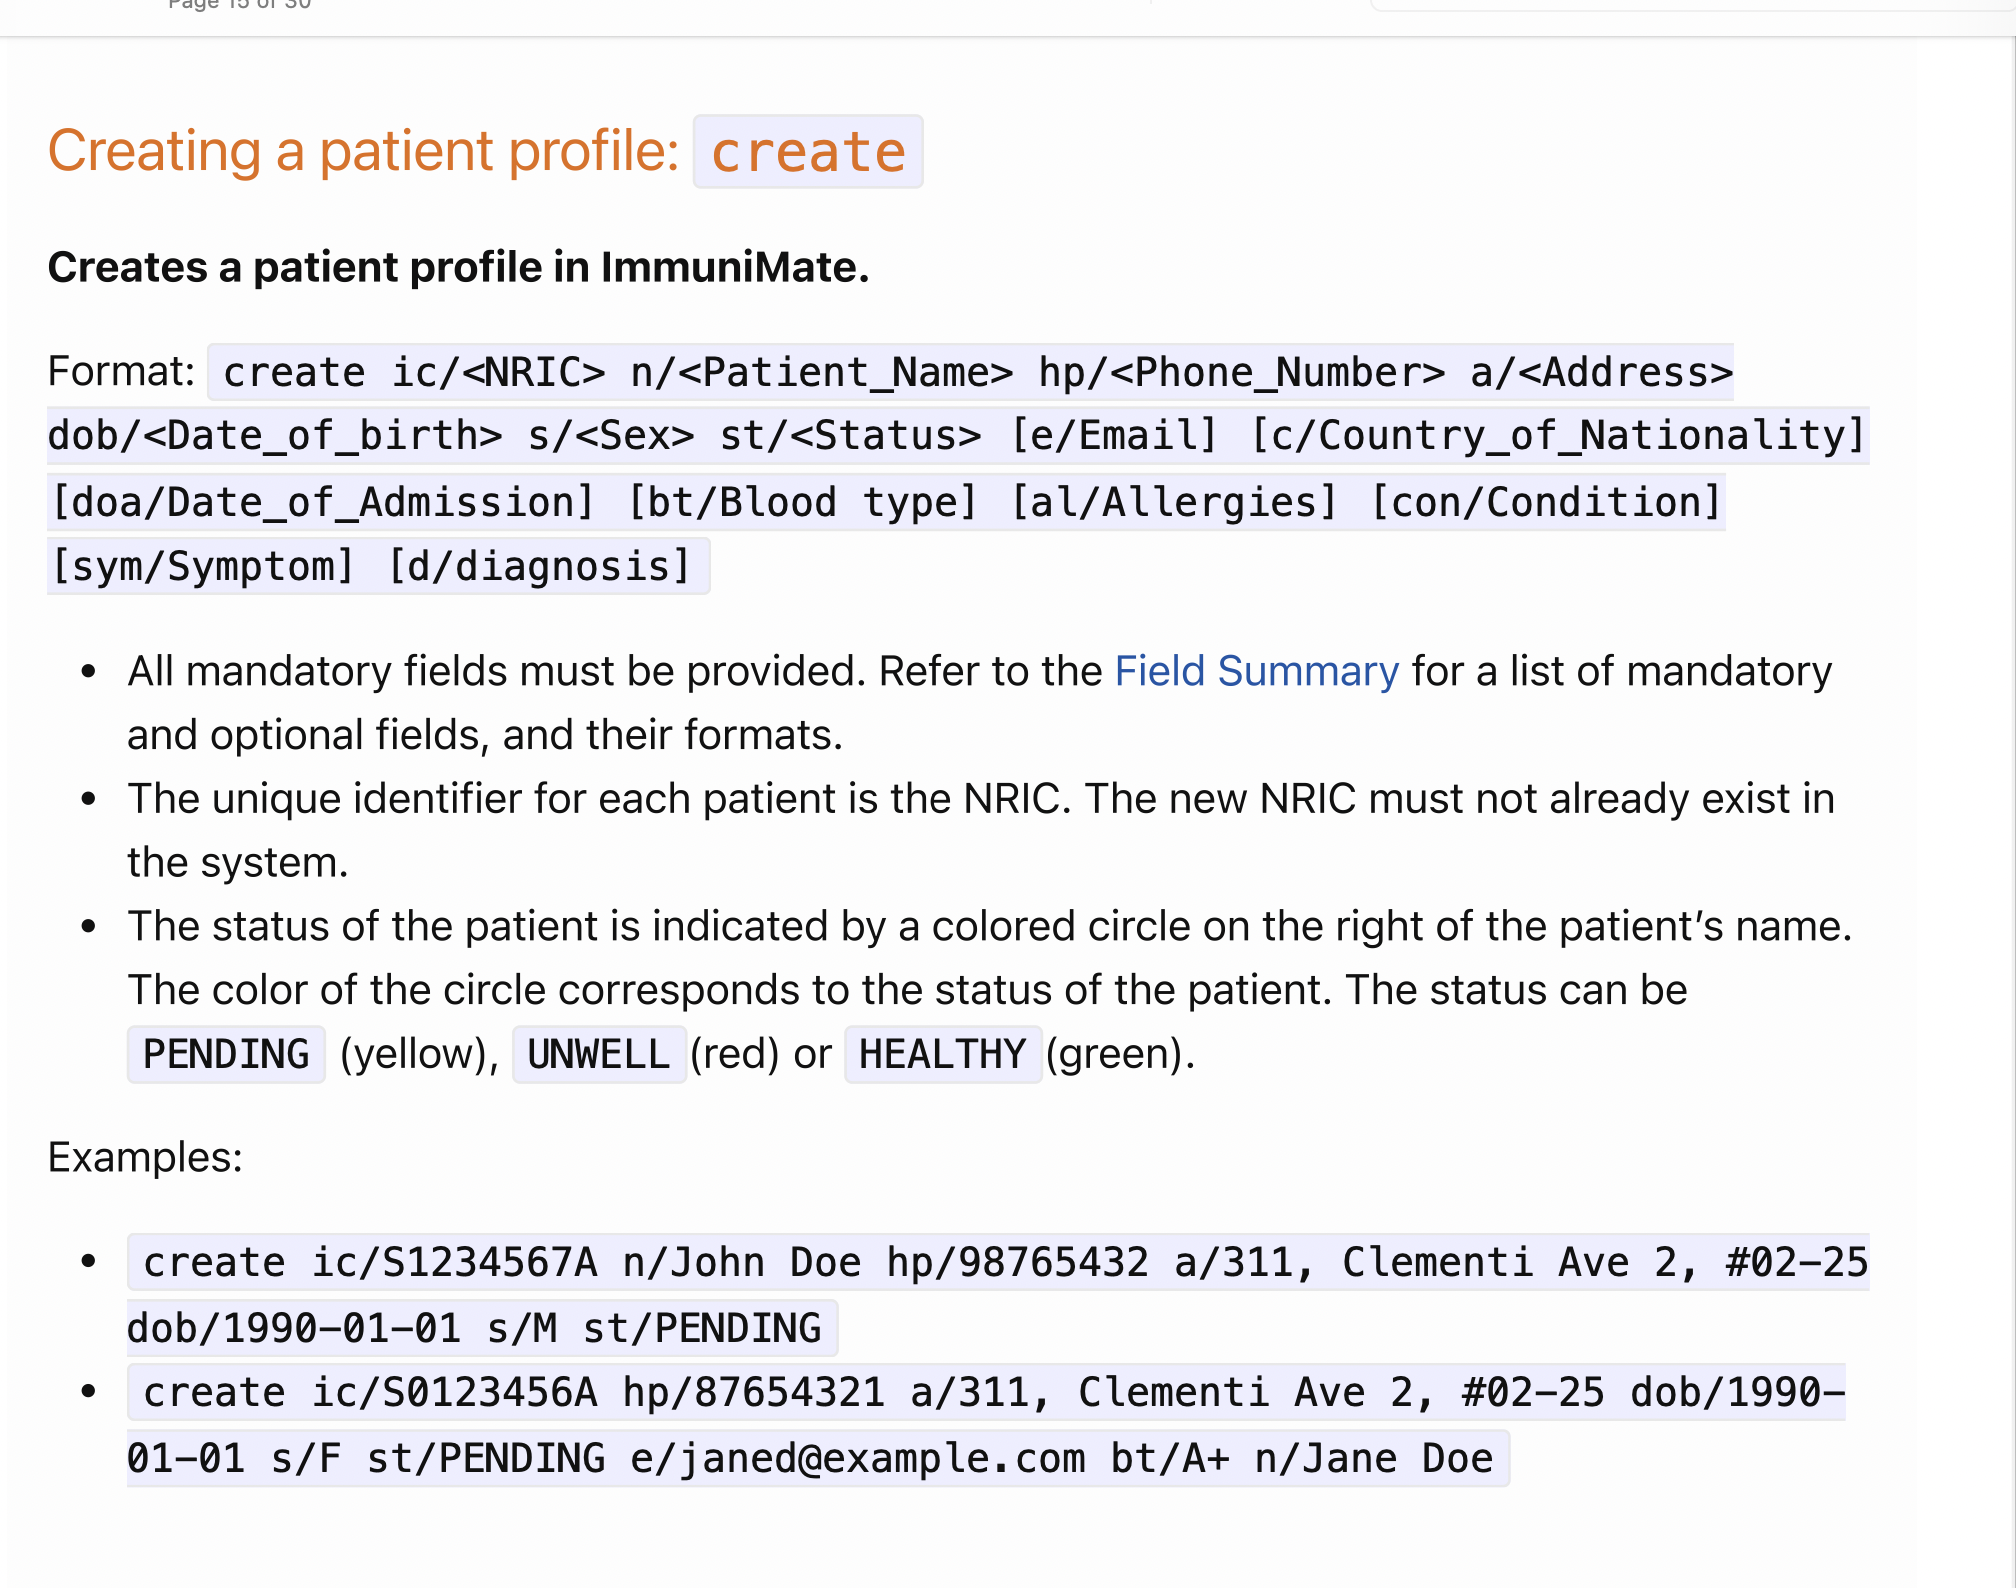 Page 15 of 30
Creating a patient profile: create
Creates a patient profile in ImmuniMate.
Format: create ic/<NRIC> n/<Patient_Name> hp/<Phone_Number> a/<Address>
dob/<Date_of_birth> s/<Sex> st/<Status> [e/Email] [c/Country_of_Nationality]
[doa/Date_of_Admission] [bt/Blood type] [al/Allergies] [con/Condition]
[sym/Symptom] [d/diagnosis]
• All mandatory fields must be provided. Refer to the Field Summary for a list of mandatory
and optional fields, and their formats.
• The unique identifier for each patient is the NRIC. The new NRIC must not already exist in
the system.
• The status of the patient is indicated by a colored circle on the right of the patient’s name.
The color of the circle corresponds to the status of the patient. The status can be
PENDING (yellow), UNWELL (red) or HEALTHY (green).
Examples:
• create ic/S1234567A n/John Doe hp/98765432 a/311, Clementi Ave 2, #02-25
dob/1990-01-01 s/M st/PENDING
• create ic/S0123456A hp/87654321 a/311, Clementi Ave 2, #02-25 dob/1990-
01-01 s/F st/PENDING e/janed@example.com bt/A+ n/Jane Doe